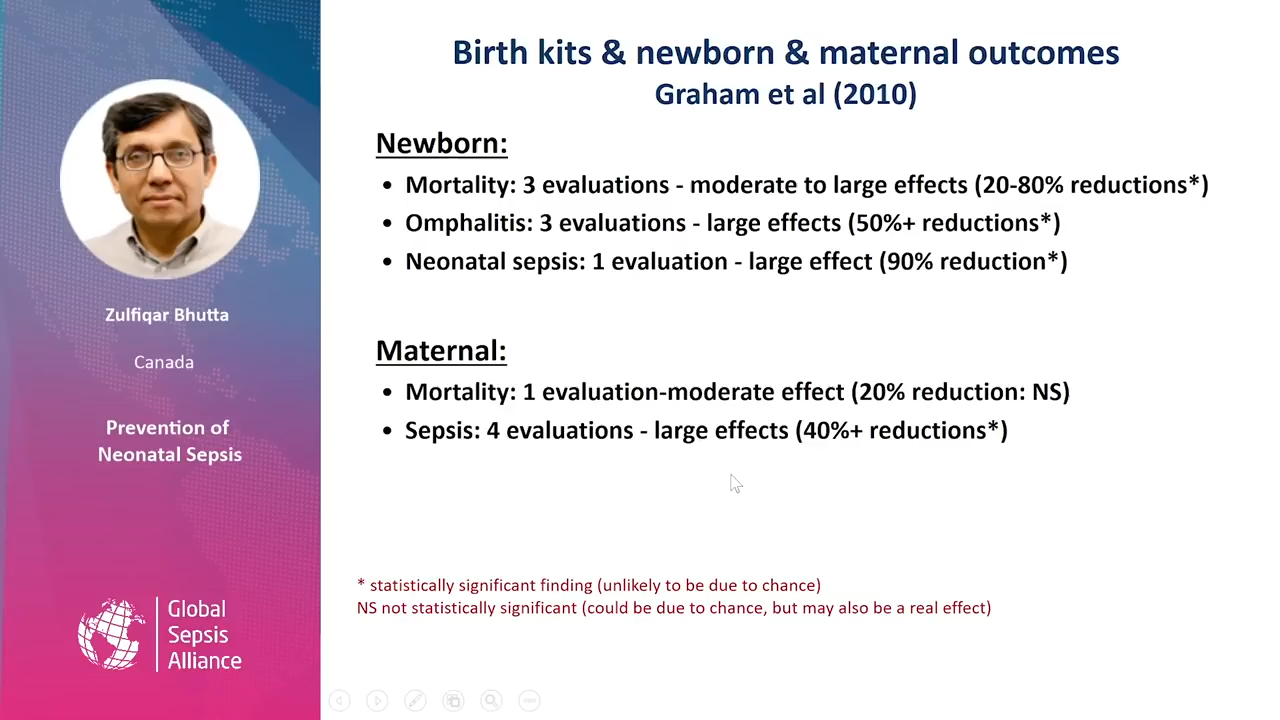 Birth kits & newborn & maternal outcomes
Graham et al (2010)
Newborn:
• Mortality: 3 evaluations - moderate to large effects (20-80% reductions*)
• Omphalitis: 3 evaluations - large effects (50%+ reductions*)
• Neonatal sepsis: 1 evaluation - large effect (90% reduction*)
Maternal:
• Mortality: 1 evaluation-moderate effect (20% reduction: NS)
• Sepsis: 4 evaluations - large effects (40%+ reductions*)
* statistically significant finding (unlikely to be due to chance)
NS not statistically significant (could be due to chance, but may also be a real effect)
Zulfiqar Bhutta
Canada
Prevention of
Neonatal Sepsis
Global
Sepsis
Alliance